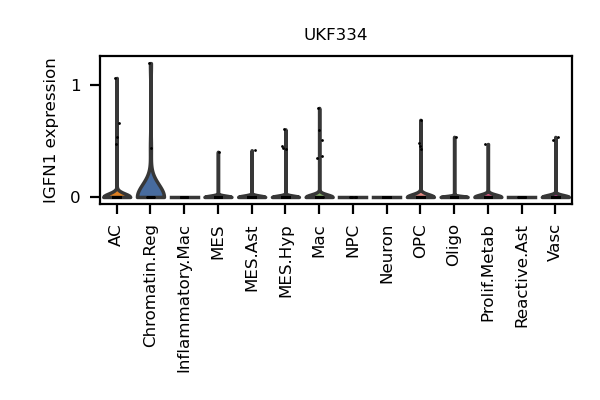 UKF334
IGFN1 expression
1
0
AC
Chromatin.Reg
Inflammatory.Mac
MES
MES.Ast
MES.Hyp
Mac
NPC
Neuron
OPC
Oligo
Prolif.Metab
Reactive.Ast
Vasc